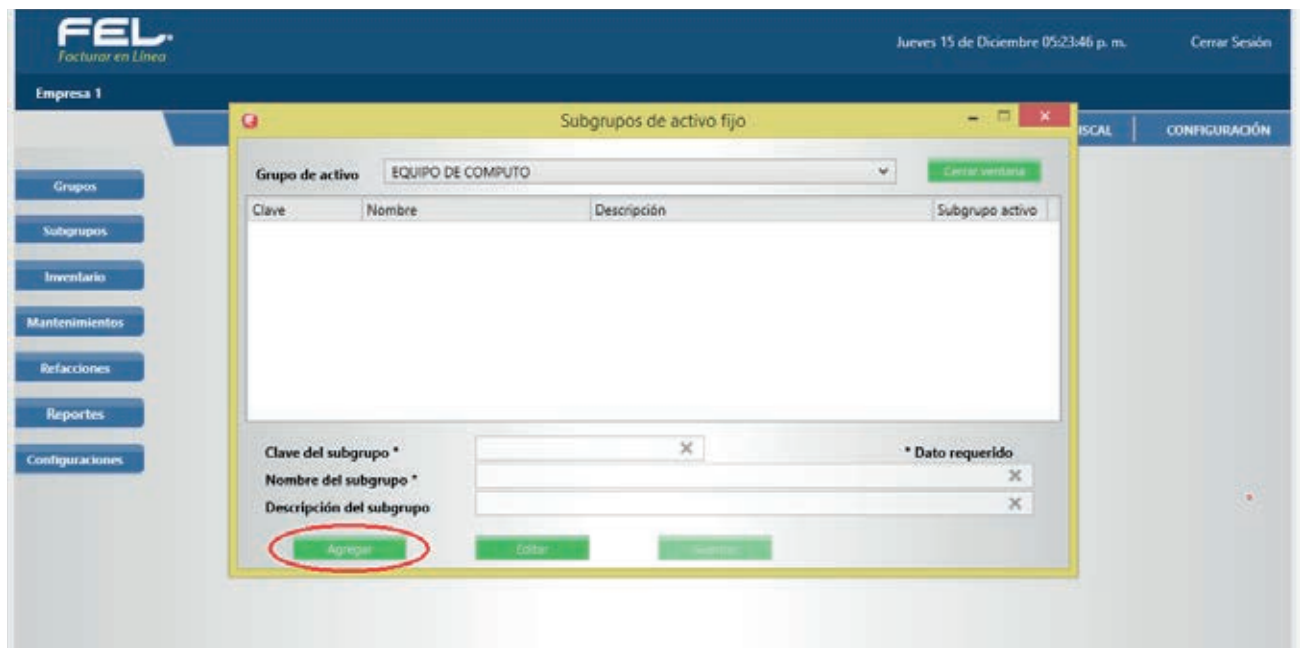 FEL.
Facturar en Línea
Jueves 15 de Diciembre 05:23:46 p. m.
Cerrar Sesión
Empresa 1
Subgrupos de activo fijo
ISCAL
CONFIGURACIÓN
Grupos
Subgrupos
Inventario
Mantenimientos
Refacciones
Reportes
Configuraciones
Grupo de activo
EQUIPO DE COMPUTO
Cerrar ventana
Clave Nombre Descripción Subgrupo activo
Clave del subgrupo *
* Dato requerido
Nombre del subgrupo *
Descripción del subgrupo
Agregar
Editar